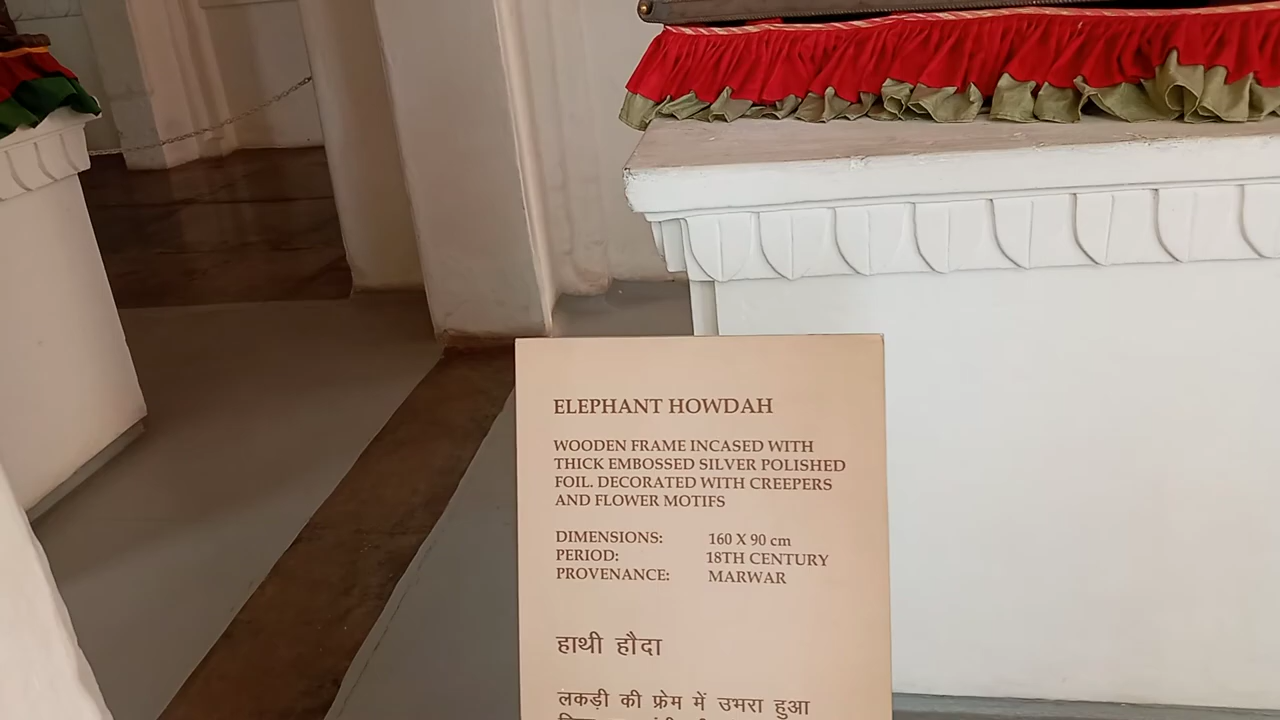 ELEPHANT HOWDAH
WOODEN FRAME INCASED WITH
THICK EMBOSSED SILVER POLISHED
FOIL. DECORATED WITH CREEPERS
AND FLOWER MOTIFS
DIMENSIONS: 160 X 90 cm
PERIOD: 18TH CENTURY
PROVENANCE: MARWAR
हाथी हौदा
लकड़ी की फ्रेम में उभरा हुआ